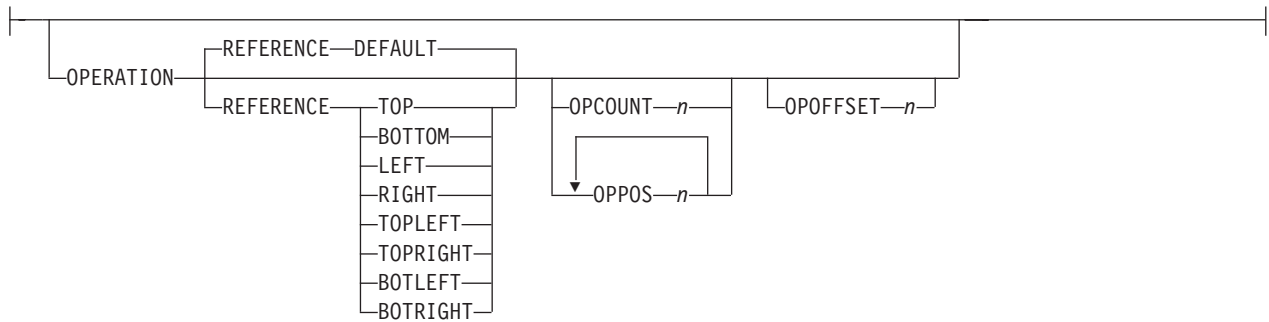 REFERENCE DEFAULT
OPERATION
REFERENCE TOP OPCOUNT n OPOFFSET n
BOTTOM
LEFT
RIGHT OPPOS n
TOPLEFT
TOPRIGHT
BOTLEFT
BOTRIGHT